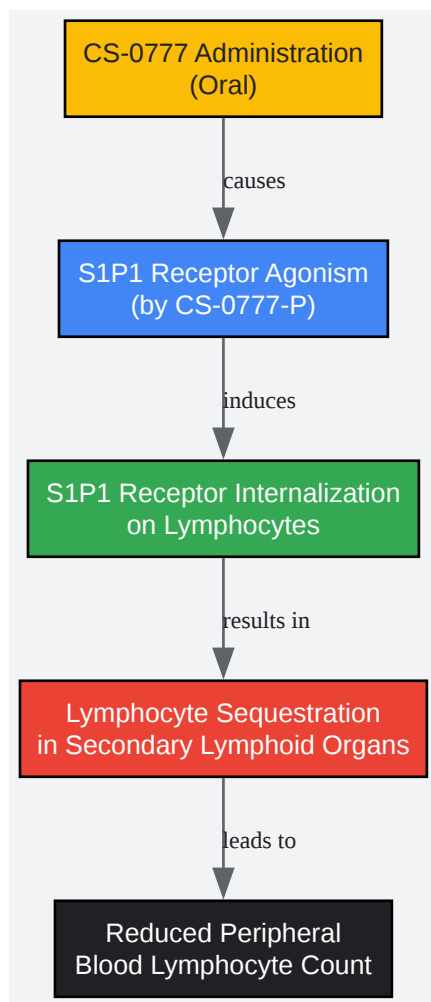 CS-0777 Administration
(Oral)
causes
S1P1 Receptor Agonism
(by CS-0777-P)
induces
S1P1 Receptor Internalization
on Lymphocytes
results in
Lymphocyte Sequestration
in Secondary Lymphoid Organs
leads to
Reduced Peripheral
Blood Lymphocyte Count